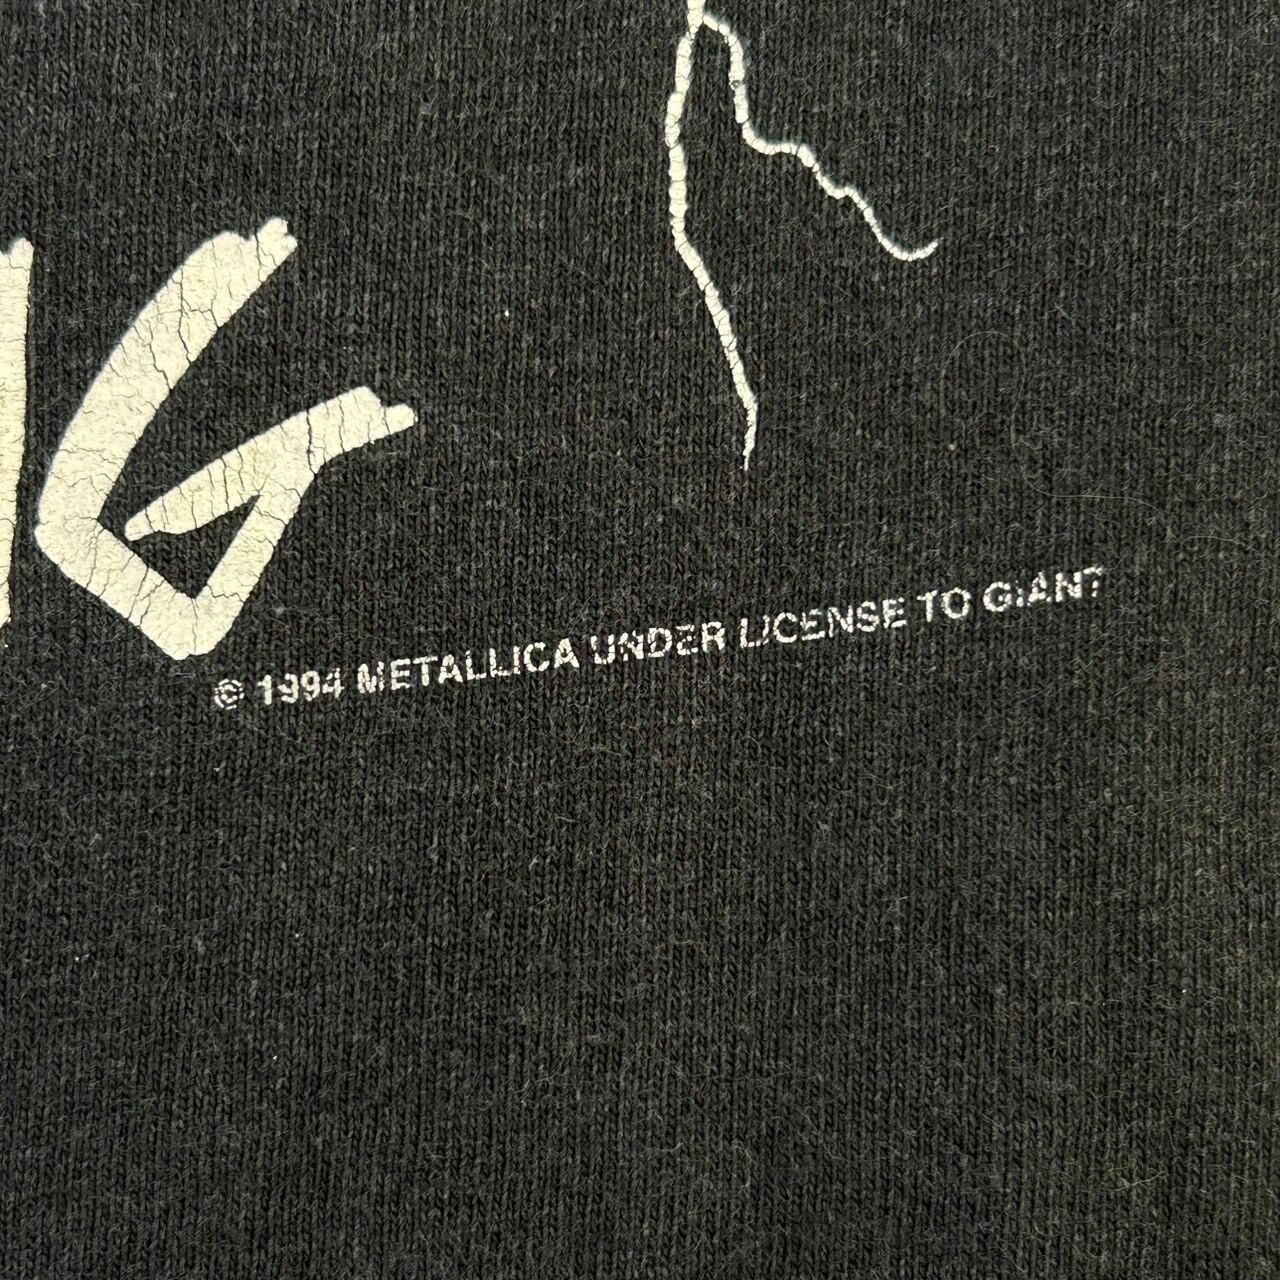 G
© 1994 METALLICA UNDER LICENSE TO GIANT